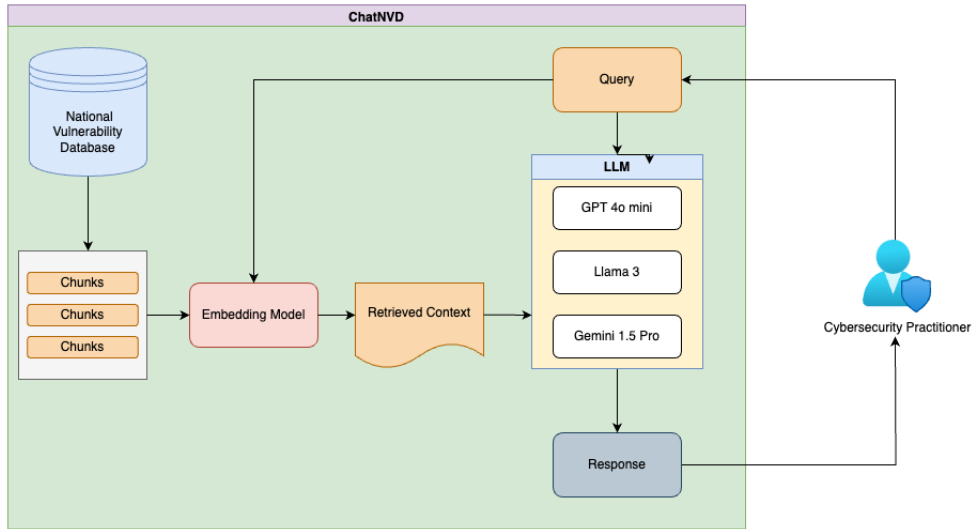 ChatNVD
National
Vulnerability
Database
Query
LLM
GPT 4o mini
Llama 3
Gemini 1.5 Pro
Chunks
Chunks
Chunks
Embedding Model
Retrieved Context
Response
Cybersecurity Practitioner